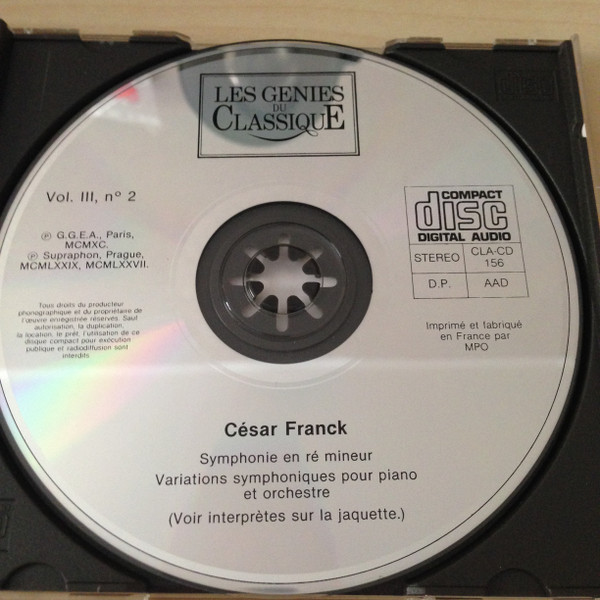 LES GENIES
DU
CLASSIQUE
Vol. III, nº 2
℗ G.G.E.A., Paris,
MCMXC.
℗ Supraphon, Prague,
MCMLXXIX, MCMLXXVII.
Tous droits du producteur
phonographique et du propriétaire de
l'œuvre enregistrée réservés. Sauf
autorisation, la duplication,
la location, le prêt, l'utilisation de ce
disque compact pour exécution
publique et radiodiffusion sont
interdits
COMPACT
disc
DIGITAL AUDIO
STEREO
CLA-CD
156
D.P.
AAD
Imprimé et fabriqué
en France par
MPO
César Franck
Symphonie en ré mineur
Variations symphoniques pour piano
et orchestre
(Voir interprètes sur la jaquette.)